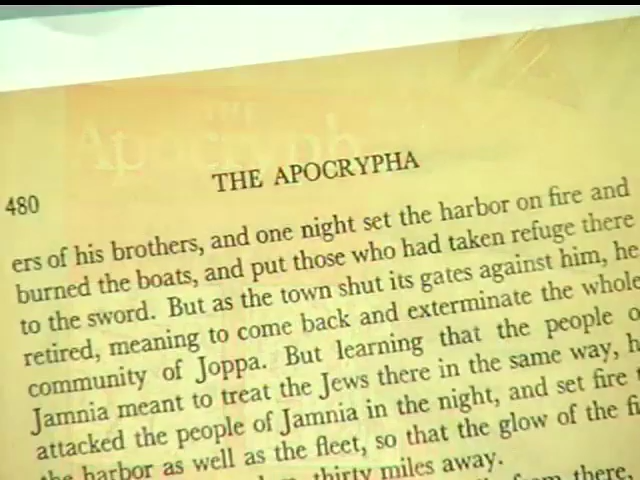 THE
Apocryph
THE APOCRYPHA
480
ers of his brothers, and one night set the harbor on fire and
burned the boats, and put those who had taken refuge there
to the sword. But as the town shut its gates against him, he
retired, meaning to come back and exterminate the whole
community of Joppa. But learning that the people o
Jamnia meant to treat the Jews there in the same way, h
attacked the people of Jamnia in the night, and set fire
the harbor as well as the fleet, so that the glow of the fi
thirty miles away.
from there,